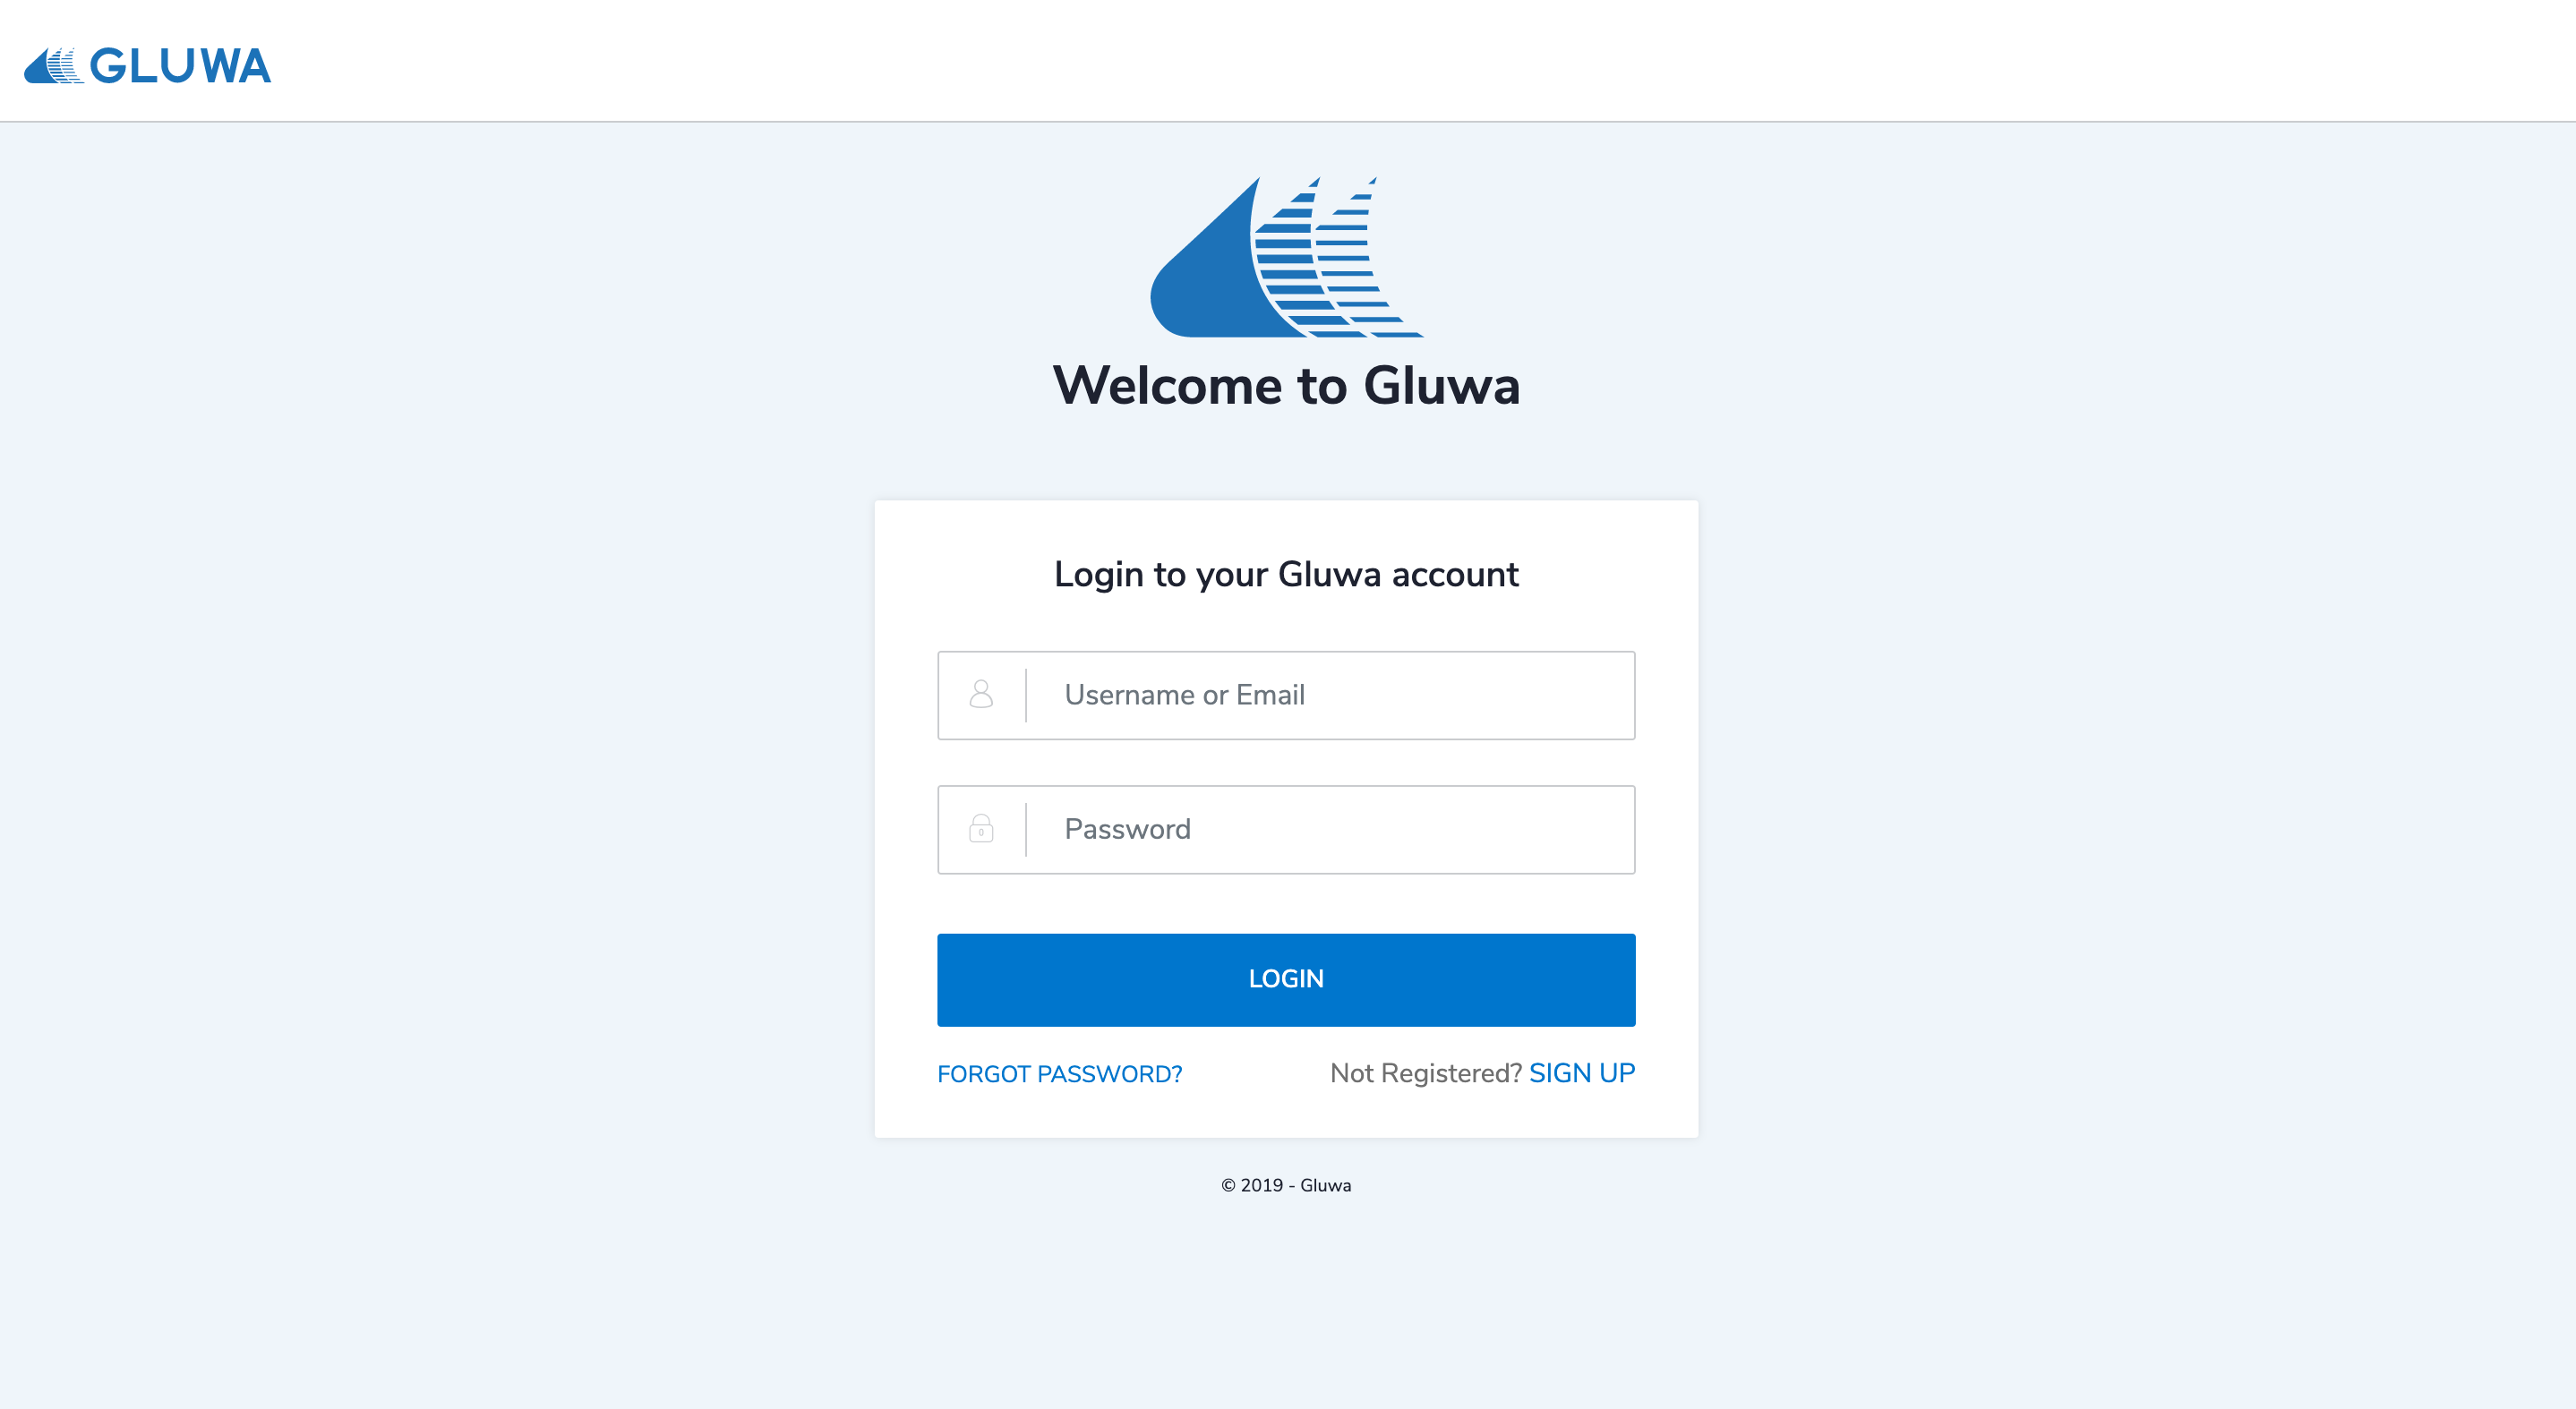 GLUWA
Welcome to Gluwa
Login to your Gluwa account
Username or Email
Password
LOGIN
FORGOT PASSWORD?
Not Registered? SIGN UP
© 2019 - Gluwa